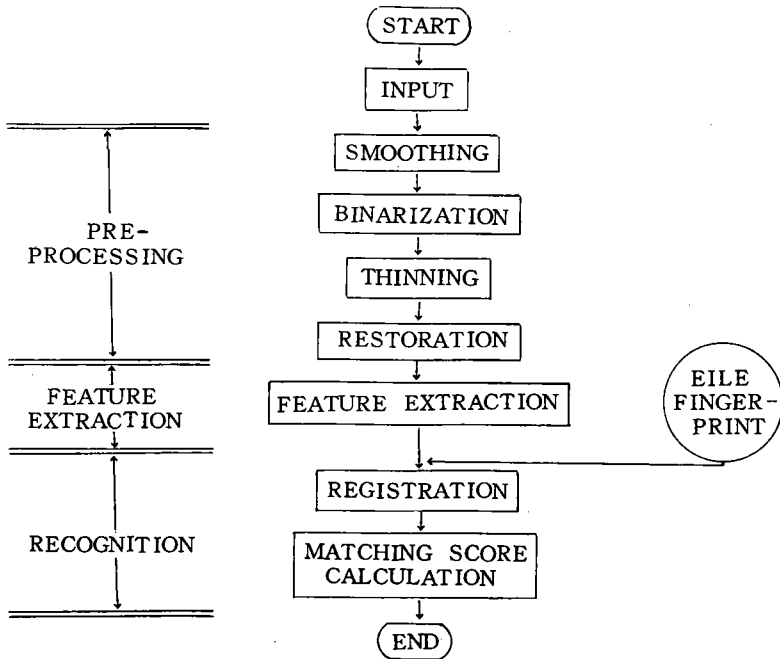 START
INPUT
SMOOTHING
BINARIZATION
PRE-
PROCESSING
THINNING
RESTORATION
FEATURE
EXTRACTION
FEATURE EXTRACTION
EILE
FINGER-
PRINT
REGISTRATION
RECOGNITION
MATCHING SCORE
CALCULATION
END